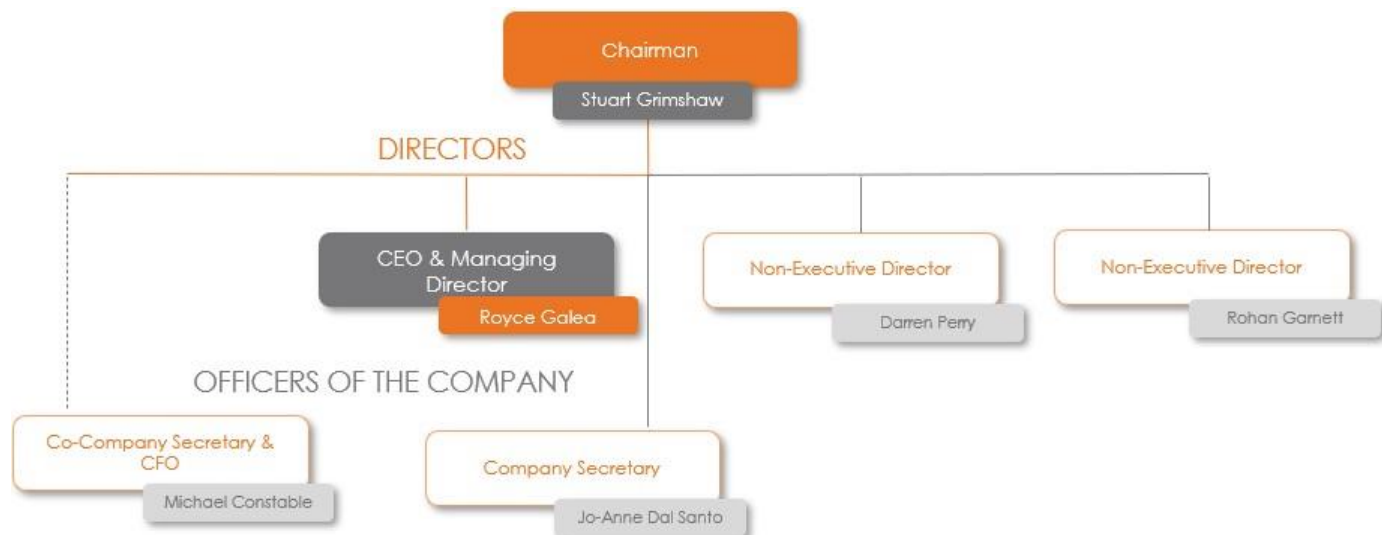 Chairman
Stuart Grimshaw
DIRECTORS
CEO & Managing
Director
Royce Galea
Non-Executive Director
Darren Perry
Non-Executive Director
Rohan Garnett
OFFICERS OF THE COMPANY
Co-Company Secretary &
CFO
Michael Constable
Company Secretary
Jo-Anne Dal Santo